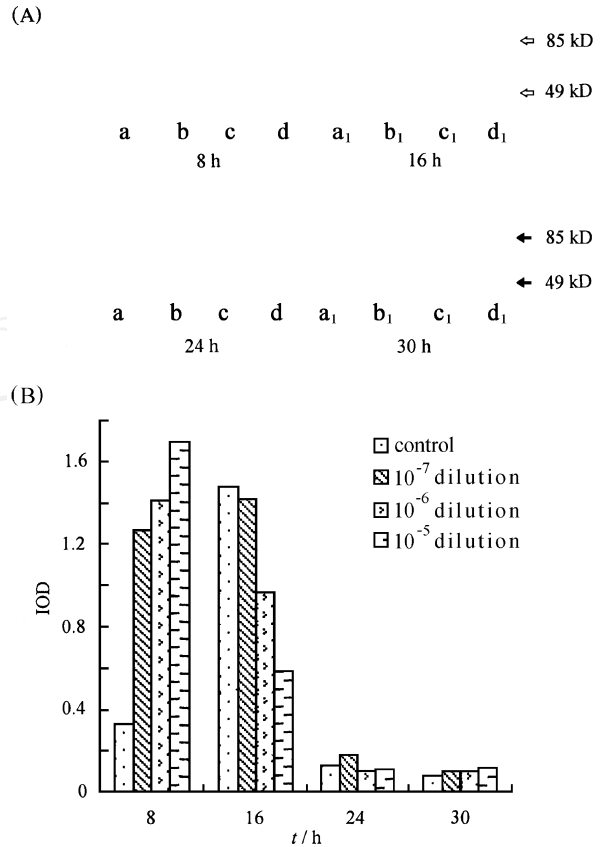 (A)
85 kD
49 kD
a b c d a₁ b₁ c₁ d₁
8 h 16 h
85 kD
49 kD
a b c d a₁ b₁ c₁ d₁
24 h 30 h
(B)
control
10⁻⁷ dilution
10⁻⁶ dilution
10⁻⁵ dilution
IOD
1.6
1.2
0.8
0.4
0
8 16 24 30
t / h